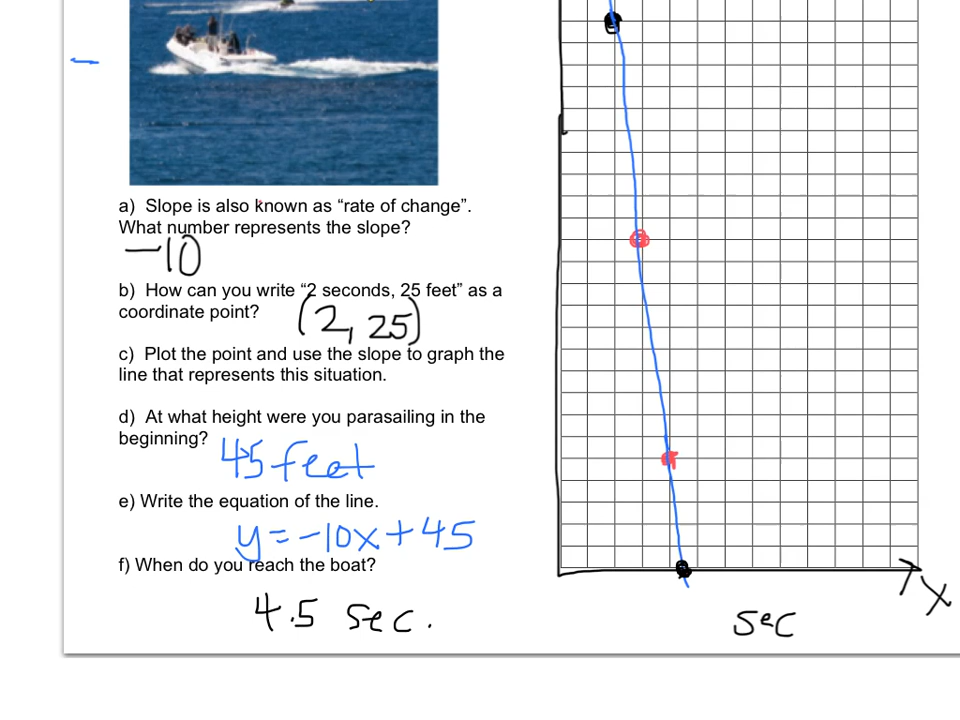 a) Slope is also known as “rate of change”.
What number represents the slope?
-10
b) How can you write “2 seconds, 25 feet” as a
coordinate point?
(2, 25)
c) Plot the point and use the slope to graph the
line that represents this situation.
d) At what height were you parasailing in the
beginning?
45 feet
e) Write the equation of the line.
y = -10x + 45
f) When do you reach the boat?
4.5 sec.
x
sec